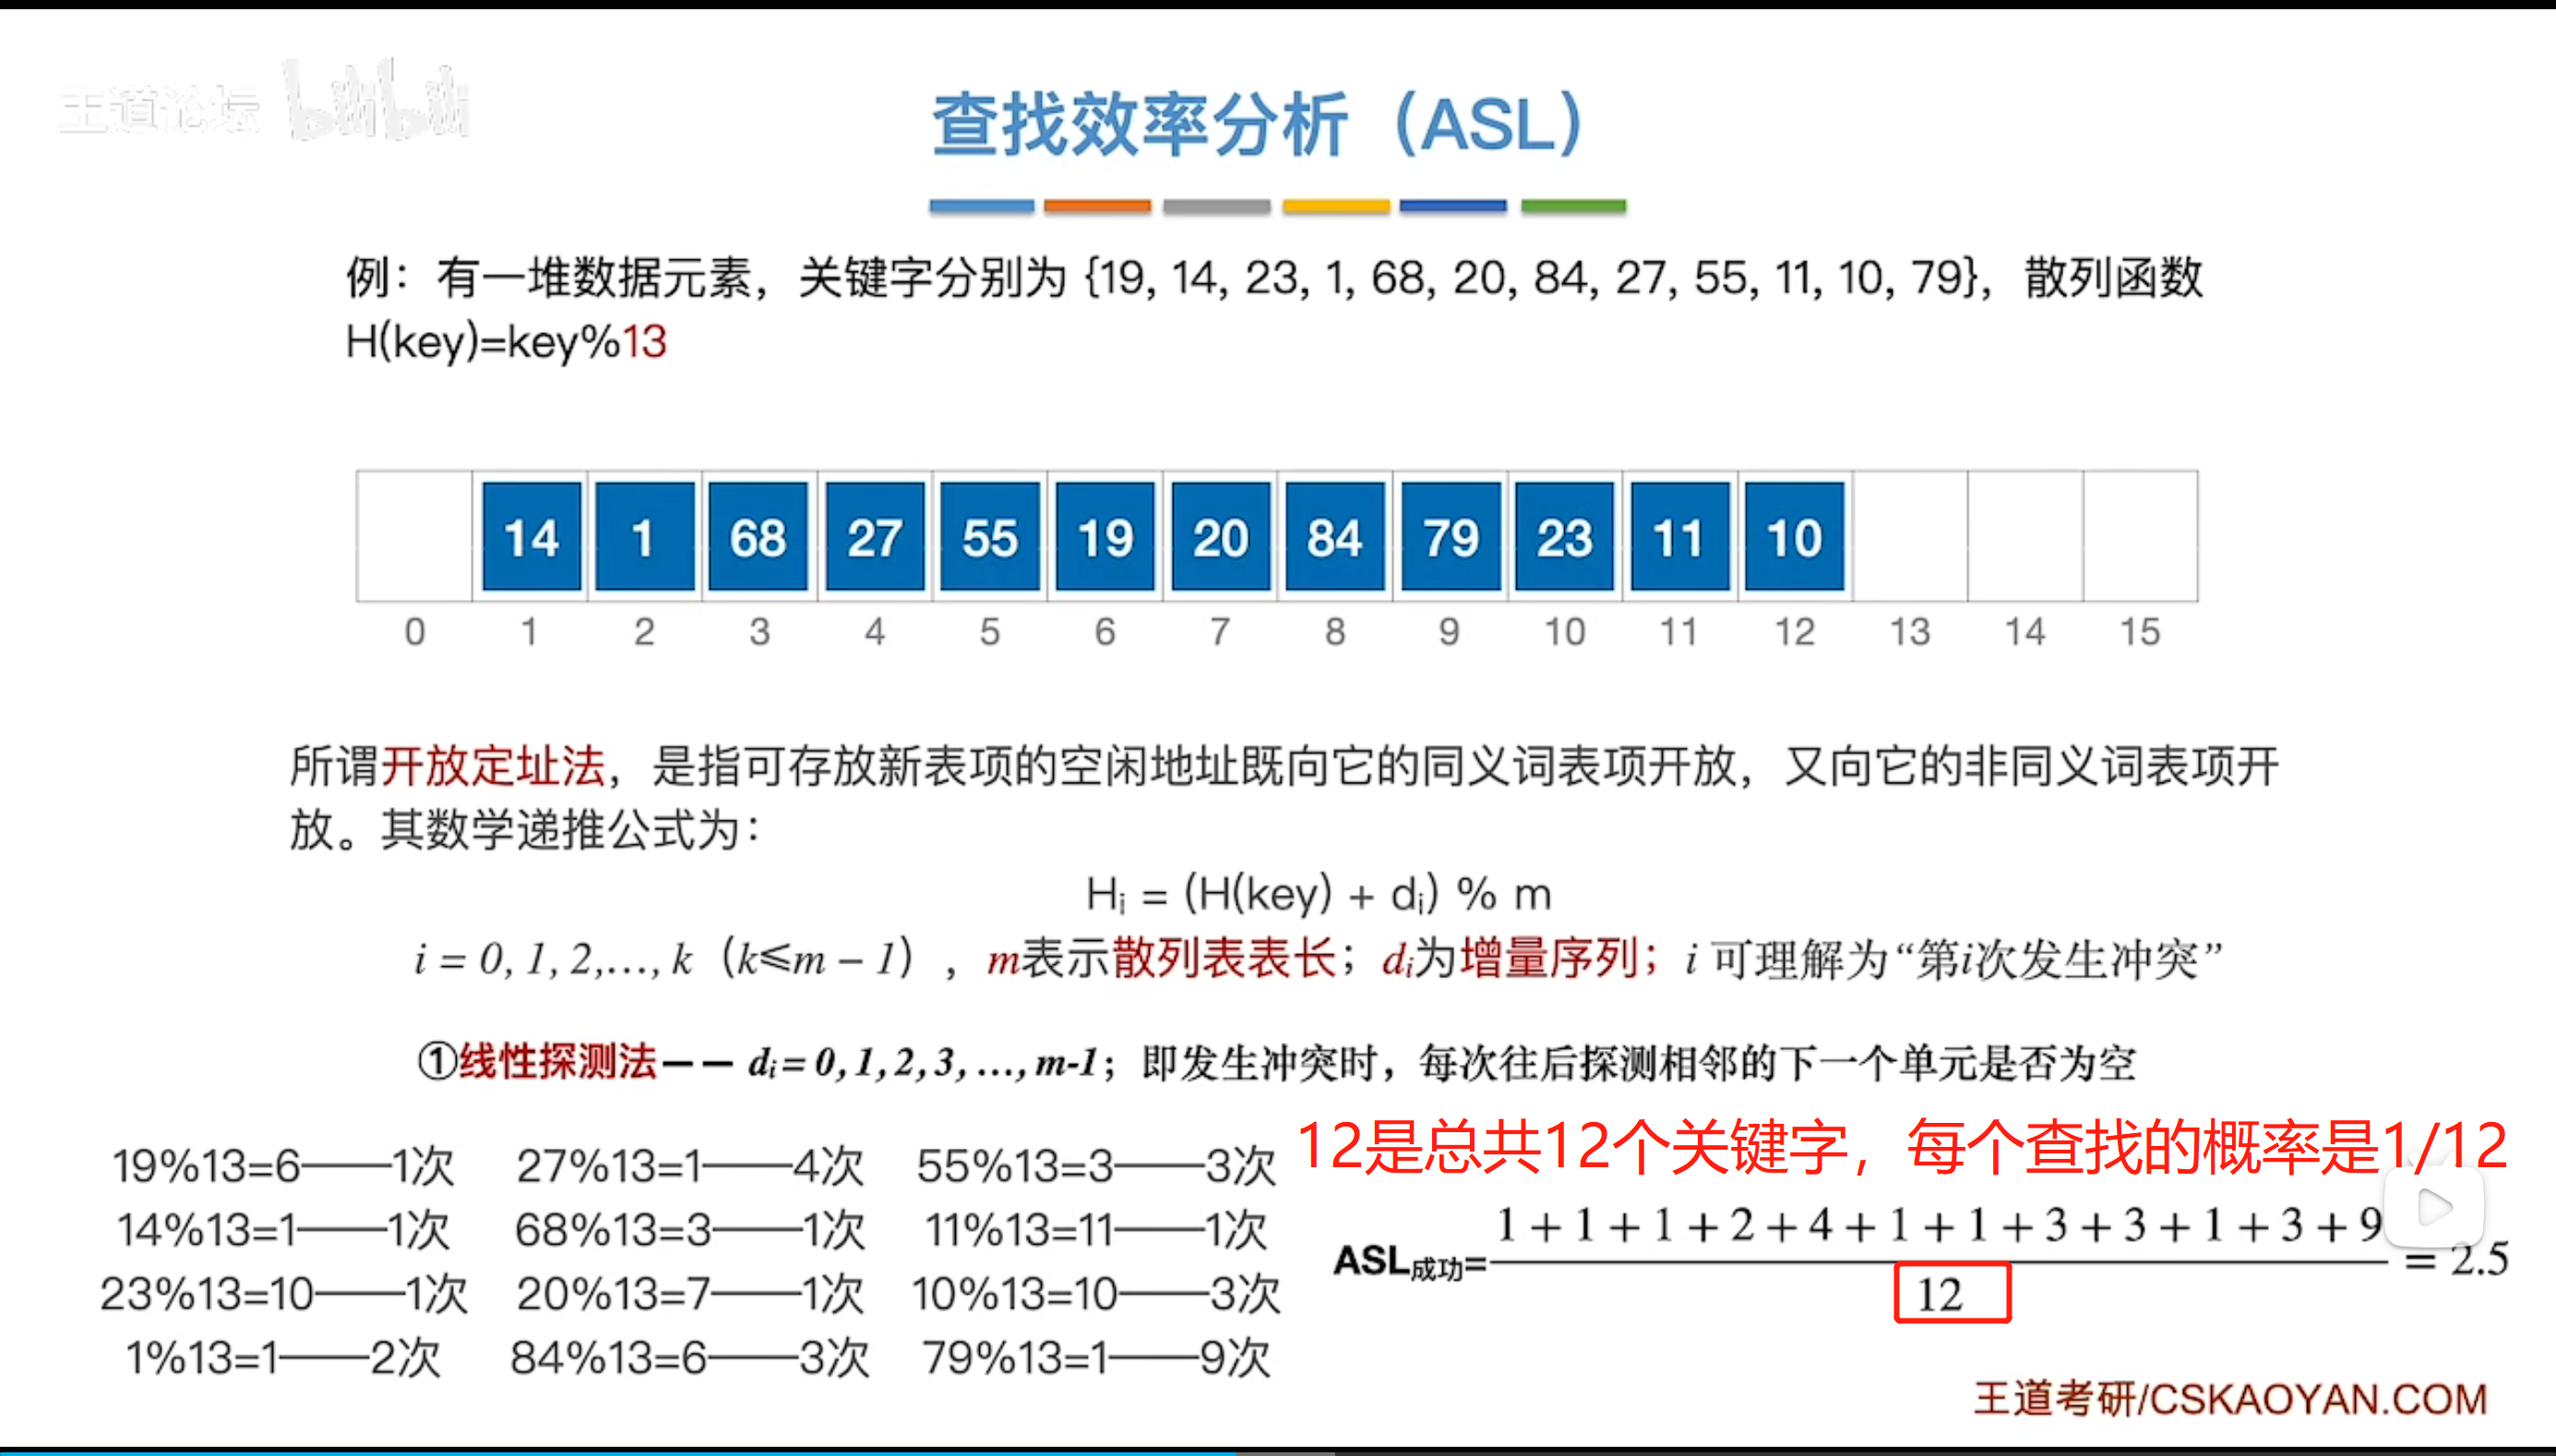 王道论坛 bilibili
查找效率分析（ASL）
例：有一堆数据元素，关键字分别为 {19, 14, 23, 1, 68, 20, 84, 27, 55, 11, 10, 79}，散列函数
H(key)=key%13
14 1 68 27 55 19 20 84 79 23 11 10
0 1 2 3 4 5 6 7 8 9 10 11 12 13 14 15
所谓开放定址法，是指可存放新表项的空闲地址既向它的同义词表项开放，又向它的非同义词表项开
放。其数学递推公式为：
Hᵢ = (H(key) + dᵢ) % m
i = 0, 1, 2,…, k（k≤m − 1），m表示散列表表长；dᵢ为增量序列；i 可理解为“第i次发生冲突”
①线性探测法—— dᵢ = 0, 1, 2, 3, …, m-1；即发生冲突时，每次往后探测相邻的下一个单元是否为空
12是总共12个关键字，每个查找的概率是1/12
19%13=6——1次 27%13=1——4次 55%13=3——3次
14%13=1——1次 68%13=3——1次 11%13=11——1次
23%13=10——1次 20%13=7——1次 10%13=10——3次
1%13=1——2次 84%13=6——3次 79%13=1——9次
1 + 1 + 1 + 2 + 4 + 1 + 1 + 3 + 3 + 1 + 3 + 9
ASL成功= = 2.5
12
王道考研/CSKAOYAN.COM